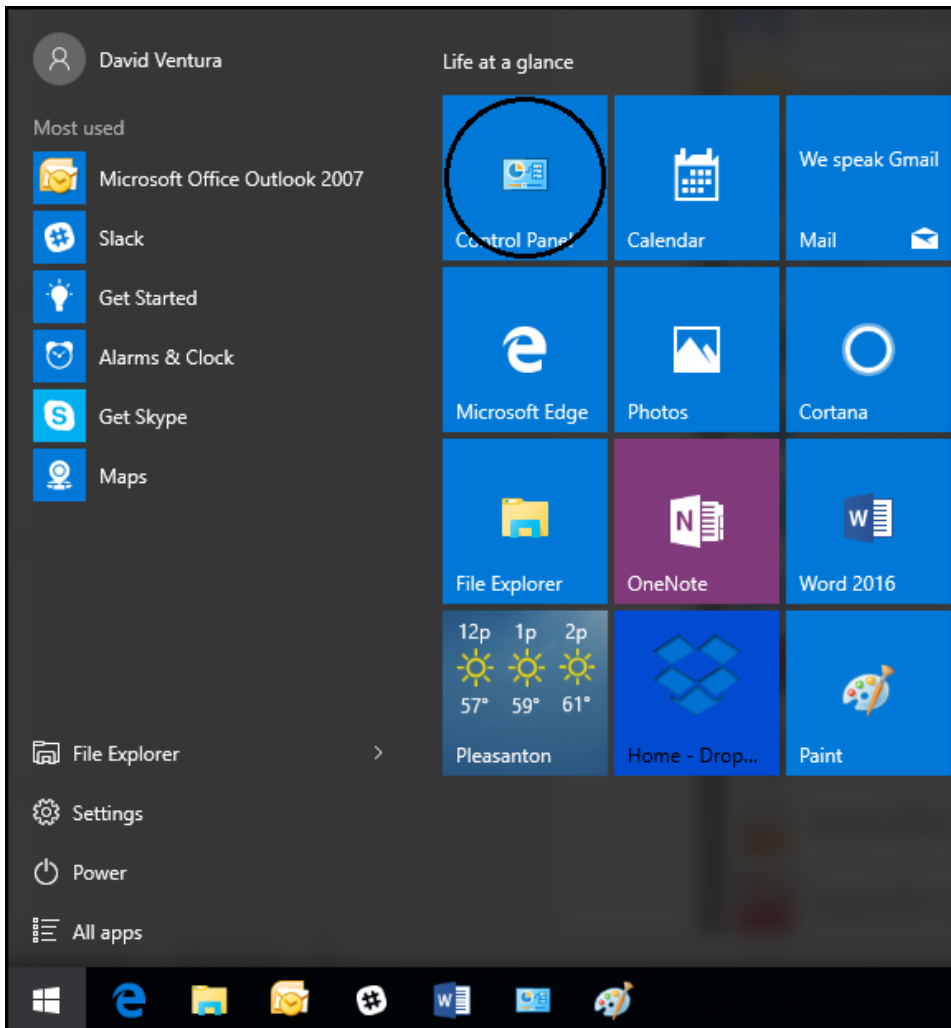 David Ventura
Most used
Microsoft Office Outlook 2007
Slack
Get Started
Alarms & Clock
Get Skype
Maps
File Explorer
Settings
Power
All apps
Life at a glance
Control Panel
Calendar
We speak Gmail
Mail
Microsoft Edge
Photos
Cortana
File Explorer
OneNote
Word 2016
12p 1p 2p
57° 59° 61°
Pleasanton
Home - Drop...
Paint